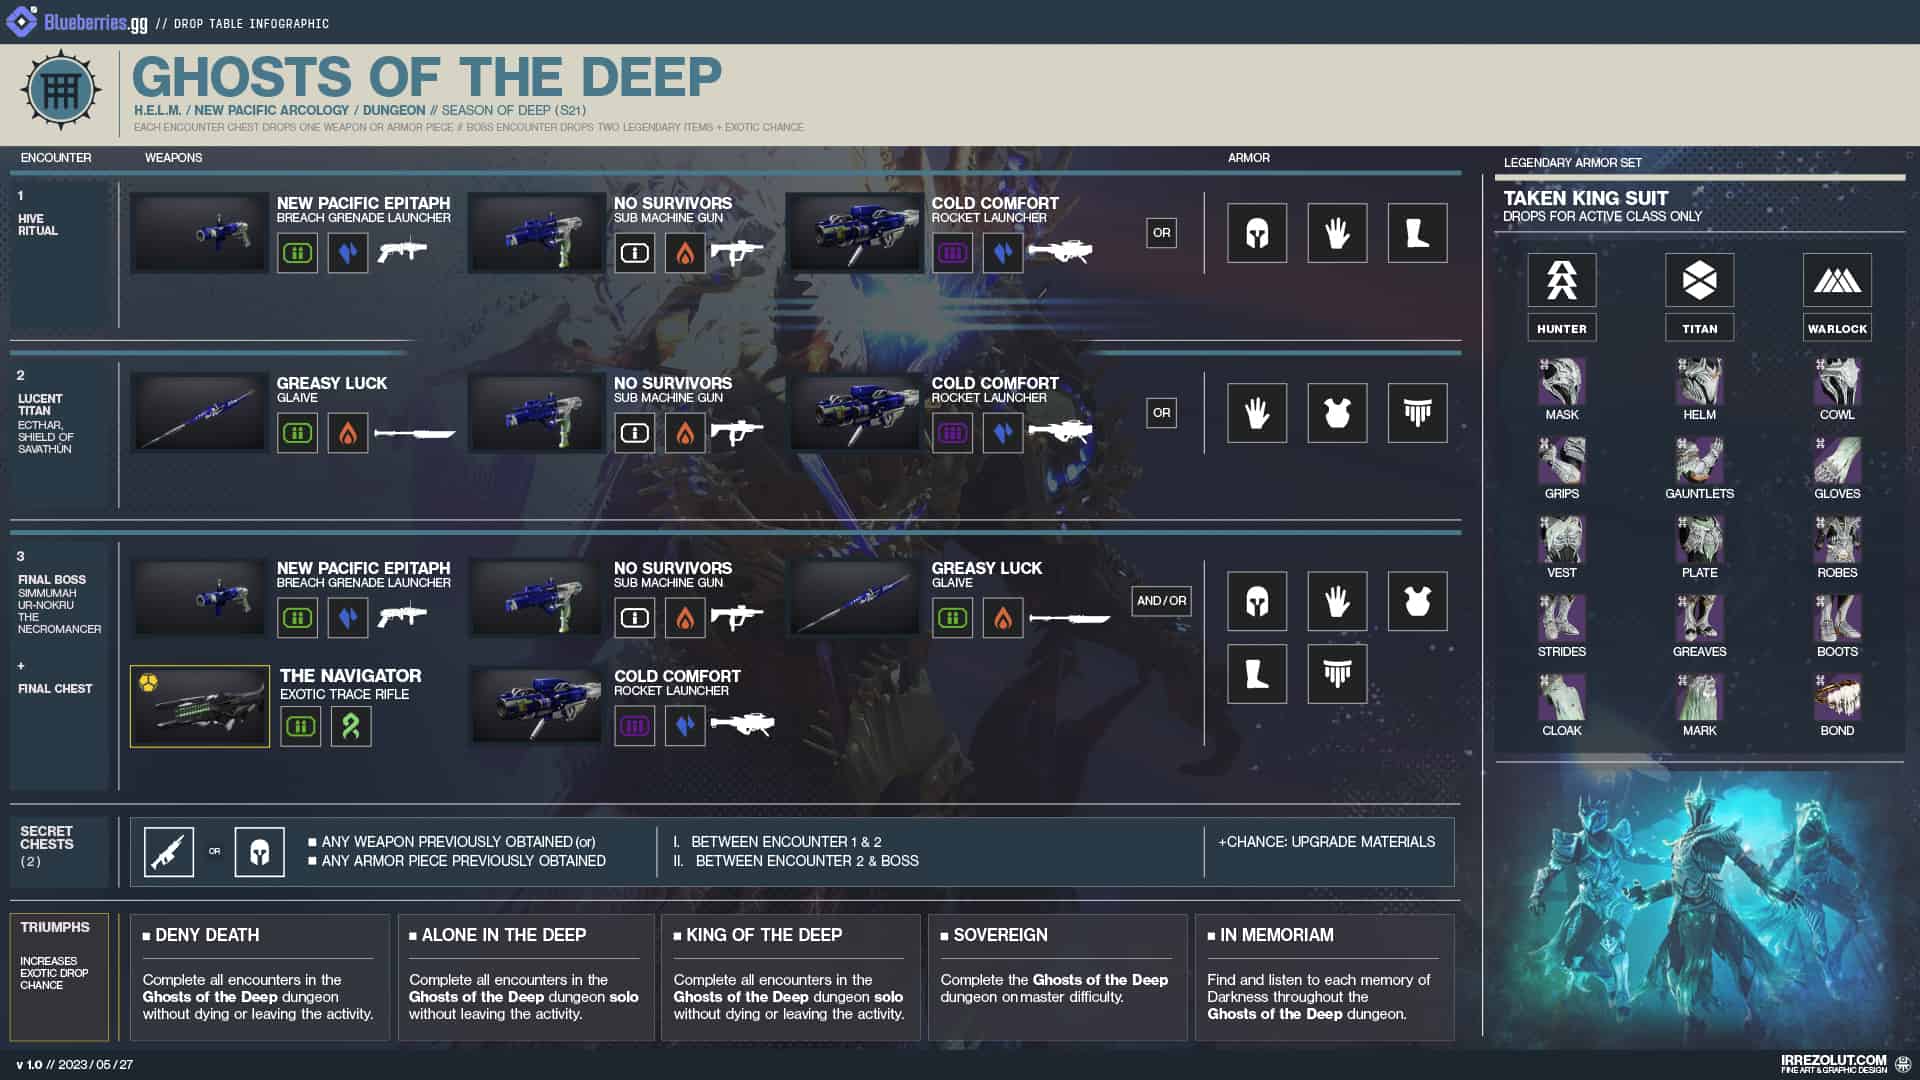 Blueberries.gg // DROP TABLE INFOGRAPHIC
GHOSTS OF THE DEEP
H.E.L.M. / NEW PACIFIC ARCOLOGY / DUNGEON // SEASON OF DEEP (S21)
EACH ENCOUNTER CHEST DROPS ONE WEAPON OR ARMOR PIECE // BOSS ENCOUNTER DROPS TWO LEGENDARY ITEMS + EXOTIC CHANCE
ENCOUNTER
WEAPONS
ARMOR
1
HIVE
RITUAL
NEW PACIFIC EPITAPH
BREACH GRENADE LAUNCHER
NO SURVIVORS
SUB MACHINE GUN
COLD COMFORT
ROCKET LAUNCHER
OR
2
LUCENT
TITAN
ECTHAR,
SHIELD OF
SAVATHÛN
GREASY LUCK
GLAIVE
NO SURVIVORS
SUB MACHINE GUN
COLD COMFORT
ROCKET LAUNCHER
OR
3
FINAL BOSS
SIMMUMAH
UR-NOKRU
THE
NECROMANCER
+
FINAL CHEST
NEW PACIFIC EPITAPH
BREACH GRENADE LAUNCHER
NO SURVIVORS
SUB MACHINE GUN
GREASY LUCK
GLAIVE
AND/OR
THE NAVIGATOR
EXOTIC TRACE RIFLE
COLD COMFORT
ROCKET LAUNCHER
SECRET
CHESTS
(2)
OR
ANY WEAPON PREVIOUSLY OBTAINED (or)
ANY ARMOR PIECE PREVIOUSLY OBTAINED
I. BETWEEN ENCOUNTER 1 & 2
II. BETWEEN ENCOUNTER 2 & BOSS
+CHANCE: UPGRADE MATERIALS
TRIUMPHS
INCREASES
EXOTIC DROP
CHANCE
DENY DEATH
Complete all encounters in the
Ghosts of the Deep dungeon
without dying or leaving the activity.
ALONE IN THE DEEP
Complete all encounters in the
Ghosts of the Deep dungeon solo
without leaving the activity.
KING OF THE DEEP
Complete all encounters in the
Ghosts of the Deep dungeon solo
without dying or leaving the activity.
SOVEREIGN
Complete the Ghosts of the Deep
dungeon on master difficulty.
IN MEMORIAM
Find and listen to each memory of
Darkness throughout the
Ghosts of the Deep dungeon.
LEGENDARY ARMOR SET
TAKEN KING SUIT
DROPS FOR ACTIVE CLASS ONLY
HUNTER
TITAN
WARLOCK
MASK
HELM
COWL
GRIPS
GAUNTLETS
GLOVES
VEST
PLATE
ROBES
STRIDES
GREAVES
BOOTS
CLOAK
MARK
BOND
v 1.0 // 2023/05/27
IRREZOLUT.COM
FINE ART & GRAPHIC DESIGN